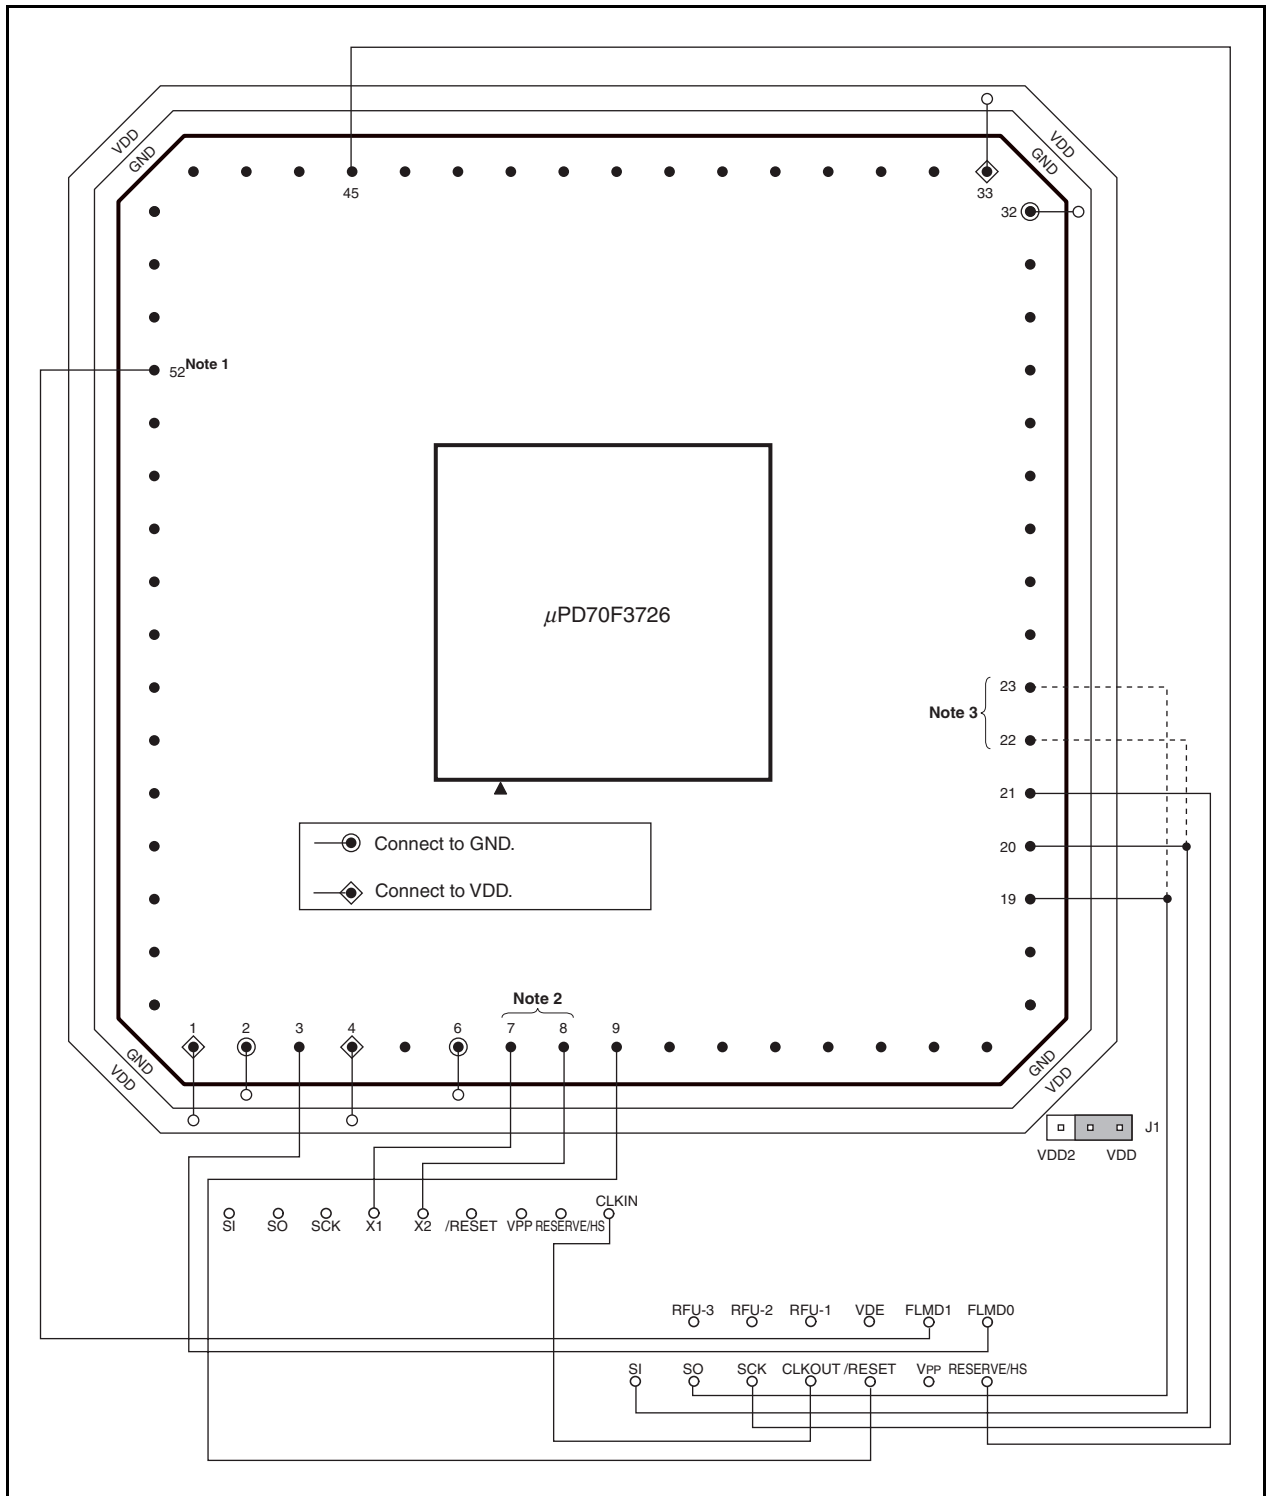 VDD
GND
VDD
GND
45
33
32
52 Note 1
μPD70F3726
23
Note 3
22
21
20
19
Connect to GND.
Connect to VDD.
Note 2
1 2 3 4 6 7 8 9
GND
VDD
GND
VDD
J1
VDD2 VDD
CLKIN
SI SO SCK X1 X2 /RESET VPP RESERVE/HS
RFU-3 RFU-2 RFU-1 VDE FLMD1 FLMD0
SI SO SCK CLKOUT /RESET VPP RESERVE/HS